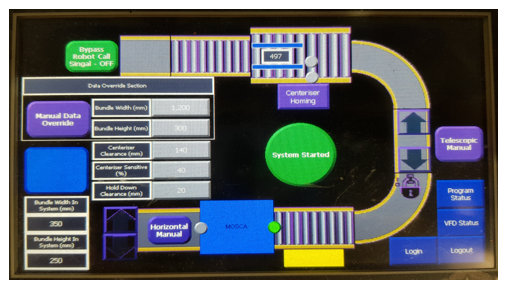 Bypass
Robot Call
Singal - OFF
497
Data Override Section
Manual Data
Override
Bundle Width (mm)
1,200
Bundle Height (mm)
300
Centeriser
Homing
Centeriser
Clearance (mm)
140
Centeriser Sensitive
(%)
40
Hold Down
Clearance (mm)
20
System Started
Telescopic
Manual
Bundle Width In
System (mm)
350
Bundle Height In
System (mm)
250
Horizontal
Manual
MOSCA
Program
Status
VFD Status
Login
Logout